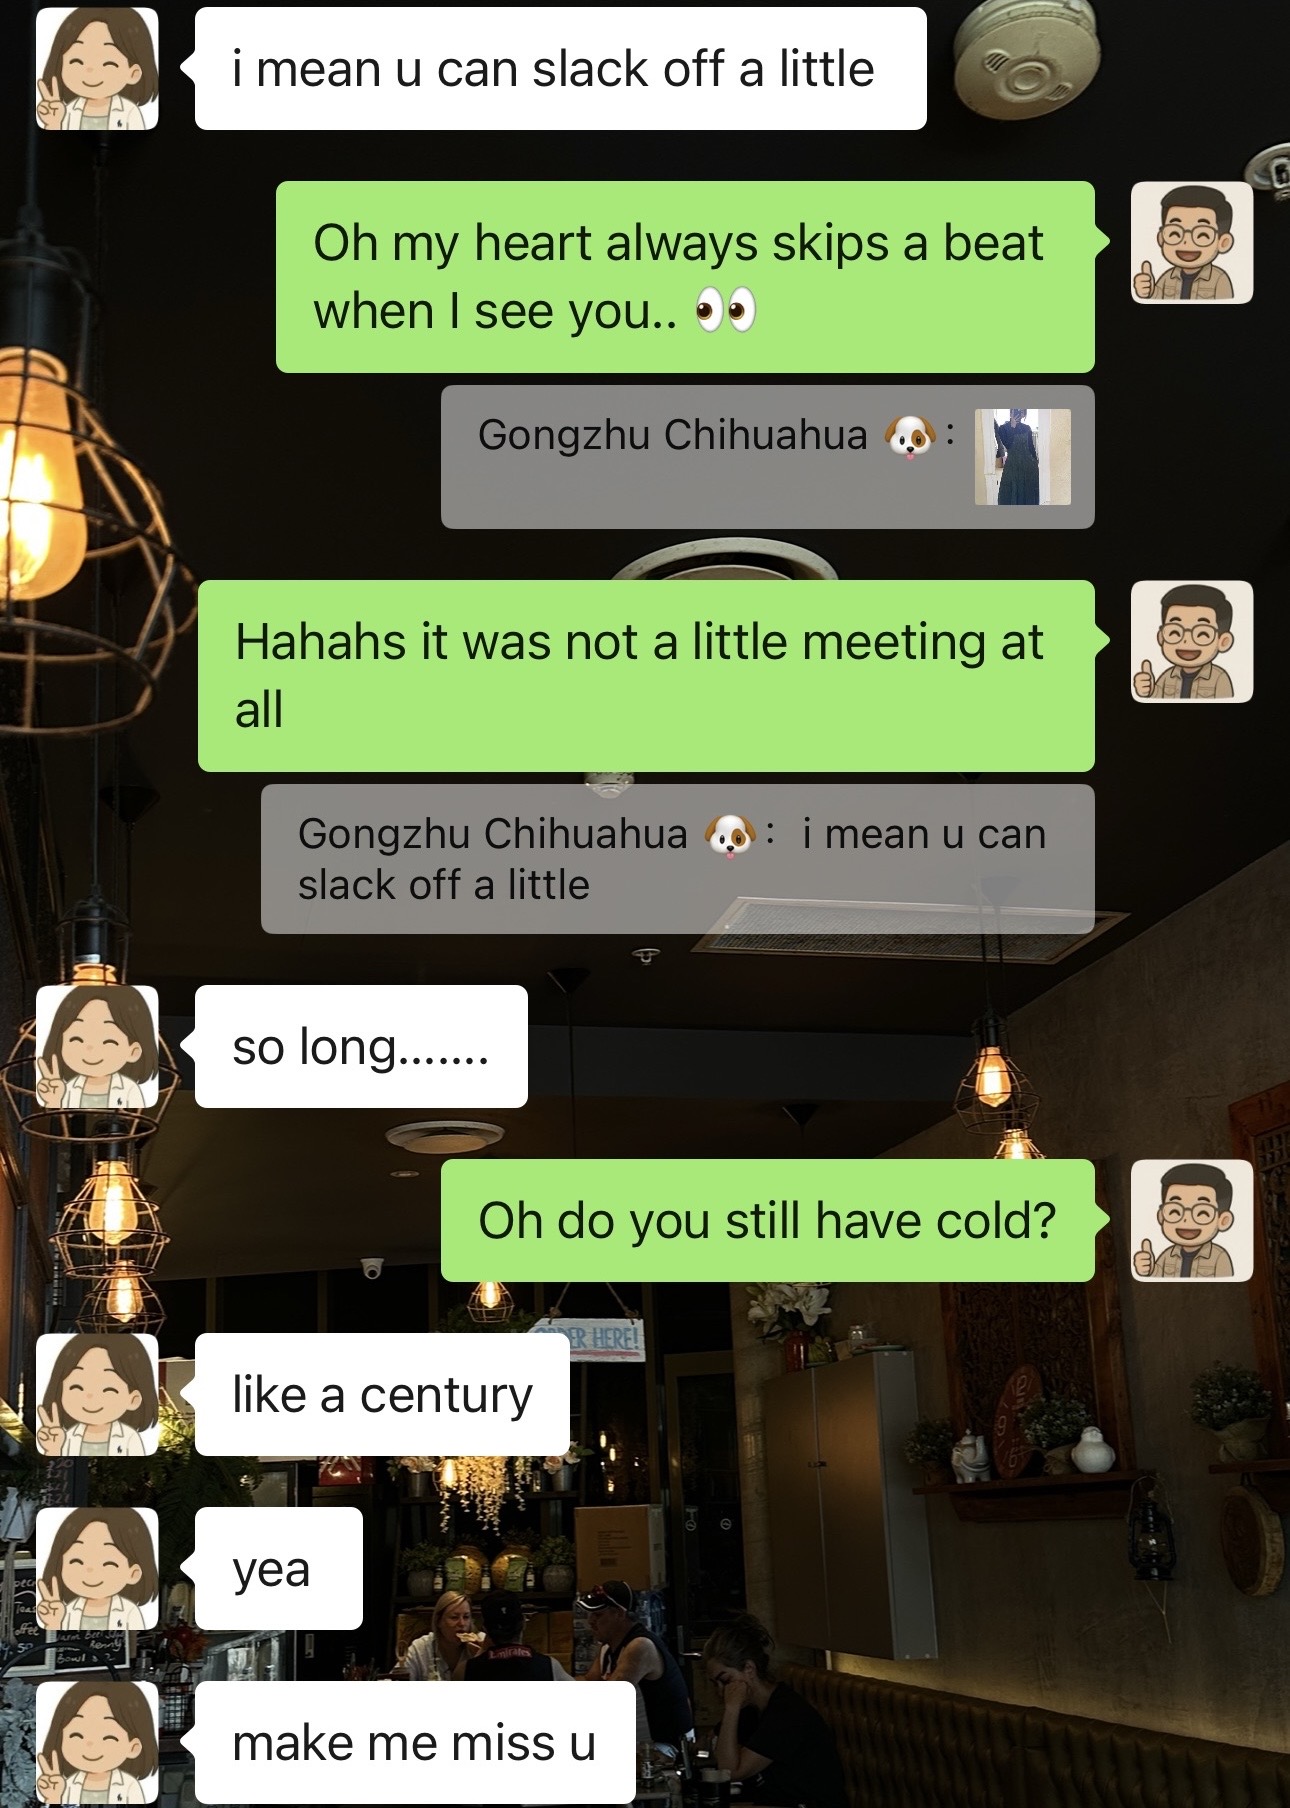 i mean u can slack off a little
Oh my heart always skips a beat
when I see you.. 👀
Gongzhu Chihuahua 🐶:
Hahahs it was not a little meeting at
all
Gongzhu Chihuahua 🐶: i mean u can
slack off a little
so long.......
Oh do you still have cold?
HERE!
like a century
yea
Emirates
make me miss u